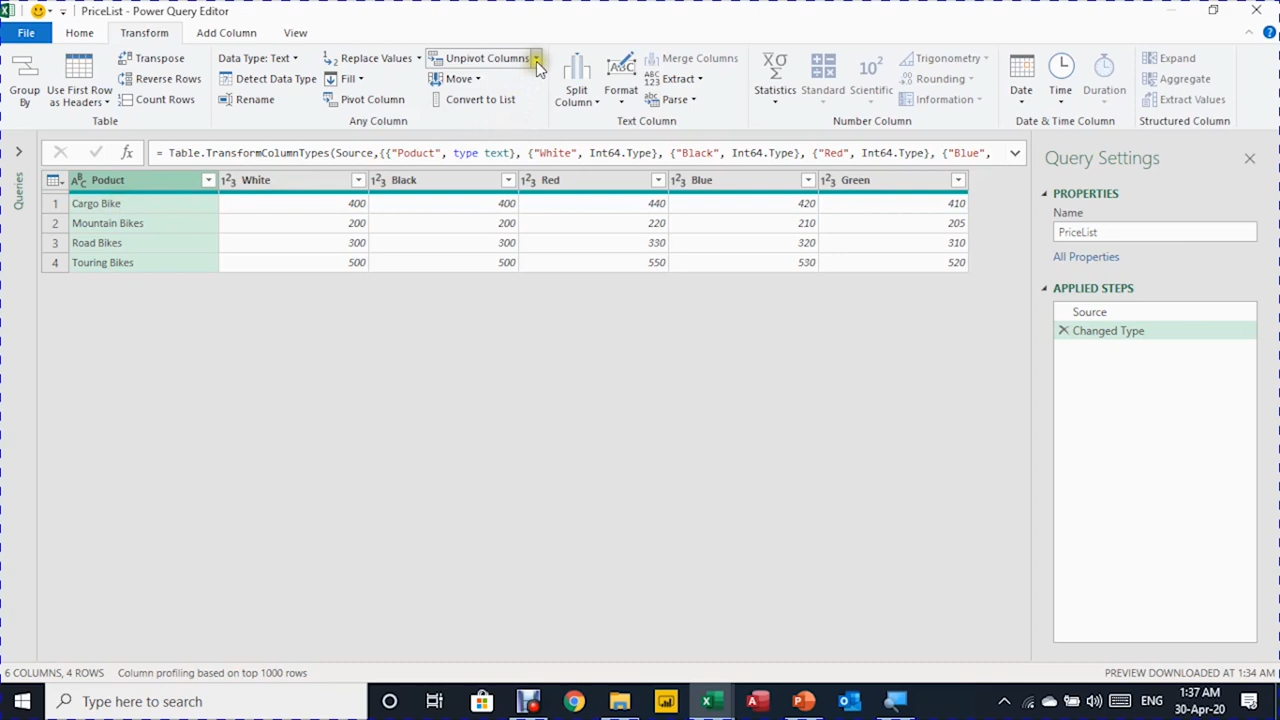 PriceList - Power Query Editor
File Home Transform Add Column View
Group By
Use First Row as Headers
Transpose
Reverse Rows
Count Rows
Table
Data Type: Text
Detect Data Type
Rename
Replace Values
Fill
Pivot Column
Unpivot Columns
Move
Convert to List
Any Column
Split Column
Format
Merge Columns
Extract
Parse
Text Column
Statistics
Standard
Scientific
Trigonometry
Rounding
Information
Number Column
Date
Time
Duration
Date & Time Column
Expand
Aggregate
Extract Values
Structured Column
Queries
= Table.TransformColumnTypes(Source,{{"Poduct", type text}, {"White", Int64.Type}, {"Black", Int64.Type}, {"Red", Int64.Type}, {"Blue",
Poduct White Black Red Blue Green
1 Cargo Bike 400 400 440 420 410
2 Mountain Bikes 200 200 220 210 205
3 Road Bikes 300 300 330 320 310
4 Touring Bikes 500 500 550 530 520
Query Settings
PROPERTIES
Name
PriceList
All Properties
APPLIED STEPS
Source
Changed Type
6 COLUMNS, 4 ROWS Column profiling based on top 1000 rows
PREVIEW DOWNLOADED AT 1:34 AM
Type here to search
ENG
1:37 AM
30-Apr-20